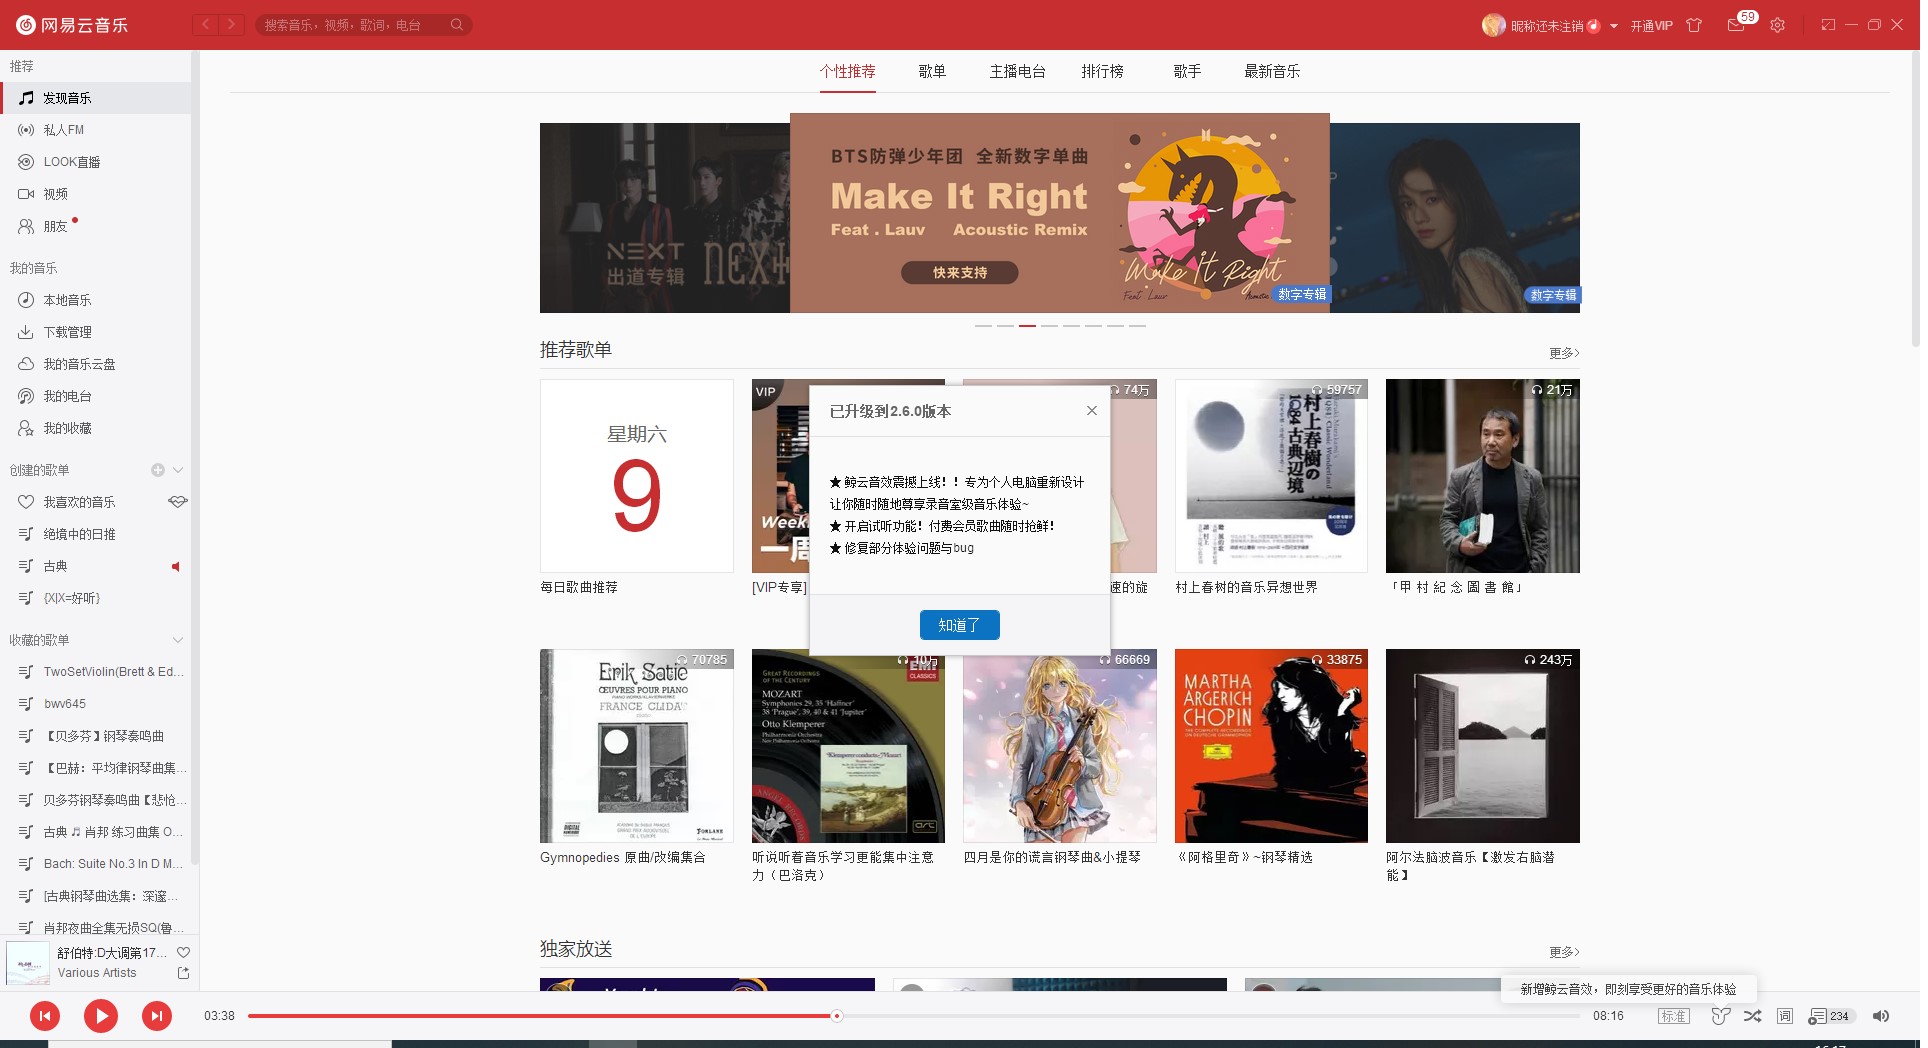 网易云音乐
搜索音乐，视频，歌词，电台
昵称还未注销
开通VIP
59
推荐
发现音乐
私人FM
LOOK直播
视频
朋友
我的音乐
本地音乐
下载管理
我的音乐云盘
我的电台
我的收藏
创建的歌单
我喜欢的音乐
绝境中的日推
古典
{X|X=好听}
收藏的歌单
TwoSetViolin(Brett & Ed...
bwv645
【贝多芬】钢琴奏鸣曲
【巴赫：平均律钢琴曲集...
贝多芬钢琴奏鸣曲【悲怆...
古典 ♬ 肖邦 练习曲集 O...
Bach: Suite No.3 In D M...
[古典钢琴曲选集：深邃...
肖邦夜曲全集无损SQ(鲁...
舒伯特:D大调第17...
Various Artists
个性推荐 歌单 主播电台 排行榜 歌手 最新音乐
NEXT
出道专辑
BTS防弹少年团 全新数字单曲
Make It Right
Feat . Lauv Acoustic Remix
快来支持
Make It Right
Feat. Lauv
数字专辑
数字专辑
推荐歌单
更多>
星期六
9
每日歌曲推荐
VIP
Week
一周
[VIP专享]
74万
速的旋
59757
村上春樹の
1Q84古典辺境
村上春树的音乐异想世界
21万
「甲 村 紀 念 圖 書 館」
已升级到2.6.0版本
★ 鲸云音效震撼上线！！专为个人电脑重新设计
让你随时随地尊享录音室级音乐体验~
★ 开启试听功能！付费会员歌曲随时抢鲜！
★ 修复部分体验问题与bug
知道了
70785
Erik Satie
ŒUVRES POUR PIANO
FRANCE CLIDAT
FORLANE
Gymnopedies 原曲/改编集合
10万
EMI
CLASSICS
GREAT RECORDINGS
OF THE CENTURY
MOZART
Symphonies 29, 35 'Haffner'
38 'Prague', 39, 40 & 41 'Jupiter'
Otto Klemperer
Philharmonia Orchestra
New Philharmonia Orchestra
Klemperer conducts Mozart
art
听说听着音乐学习更能集中注意
力（巴洛克）
66669
四月是你的谎言钢琴曲&小提琴
33875
MARTHA
ARGERICH
CHOPIN
THE COMPLETE RECORDINGS
ON DEUTSCHE GRAMMOPHON
《阿格里奇》~钢琴精选
243万
阿尔法脑波音乐【激发右脑潜
能】
独家放送
更多>
新增鲸云音效，即刻享受更好的音乐体验
03:38
08:16
标准
词
234